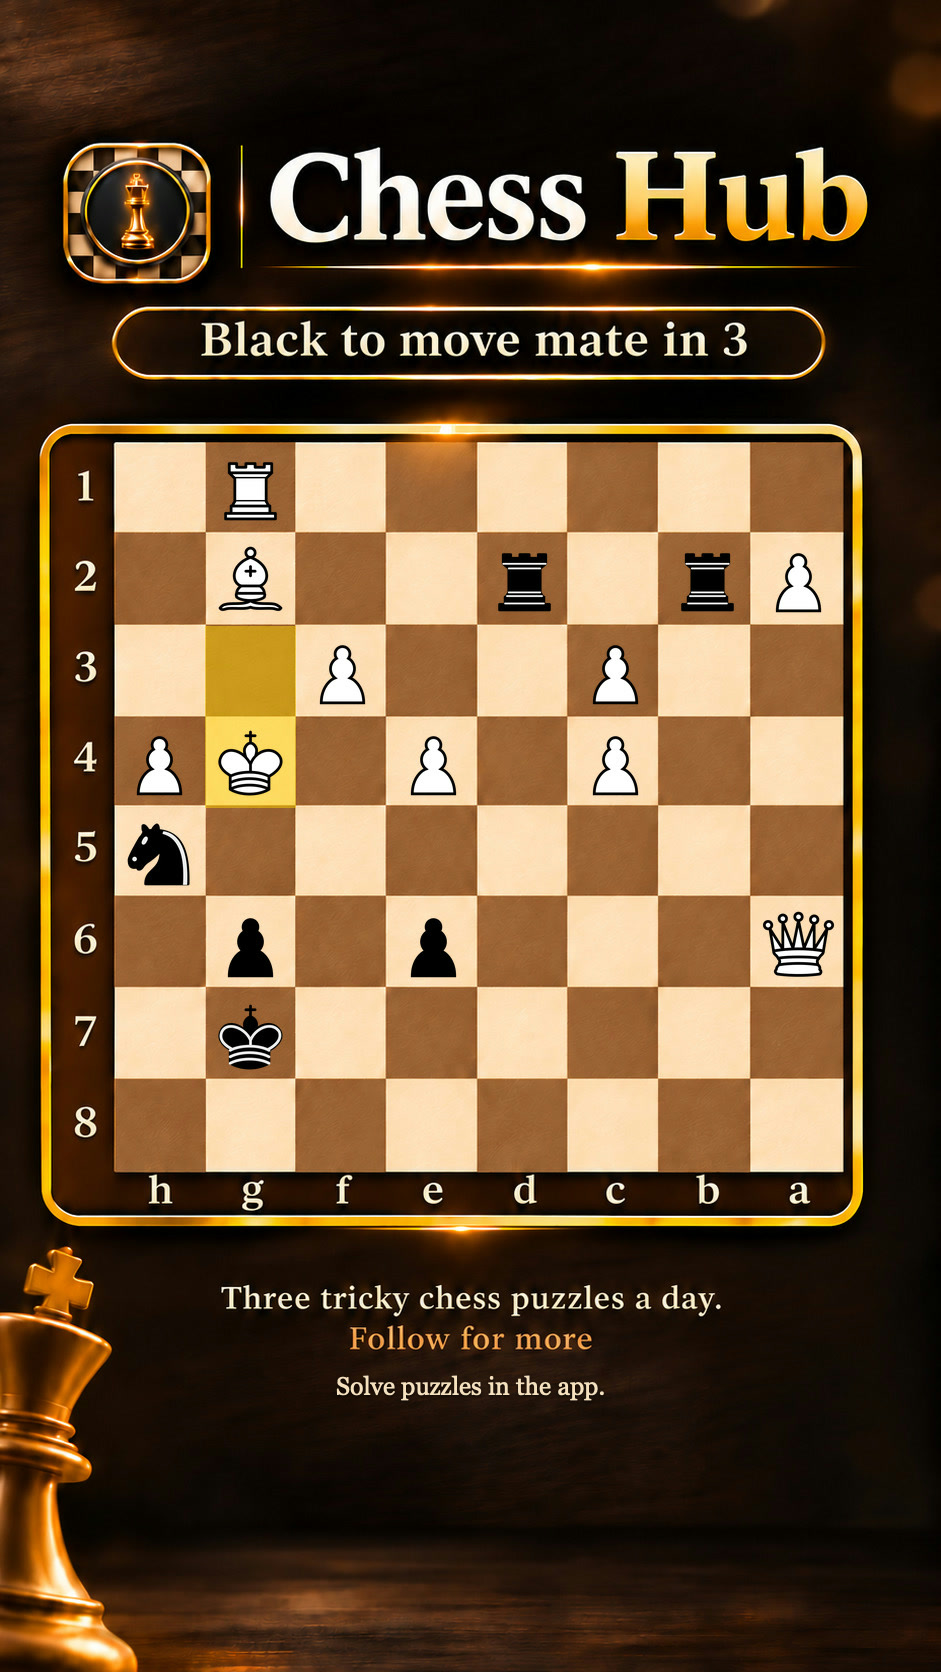 Chess Hub
Black to move mate in 3
1
2
3
4
5
6
7
8
h g f e d c b a
Three tricky chess puzzles a day.
Follow for more
Solve puzzles in the app.